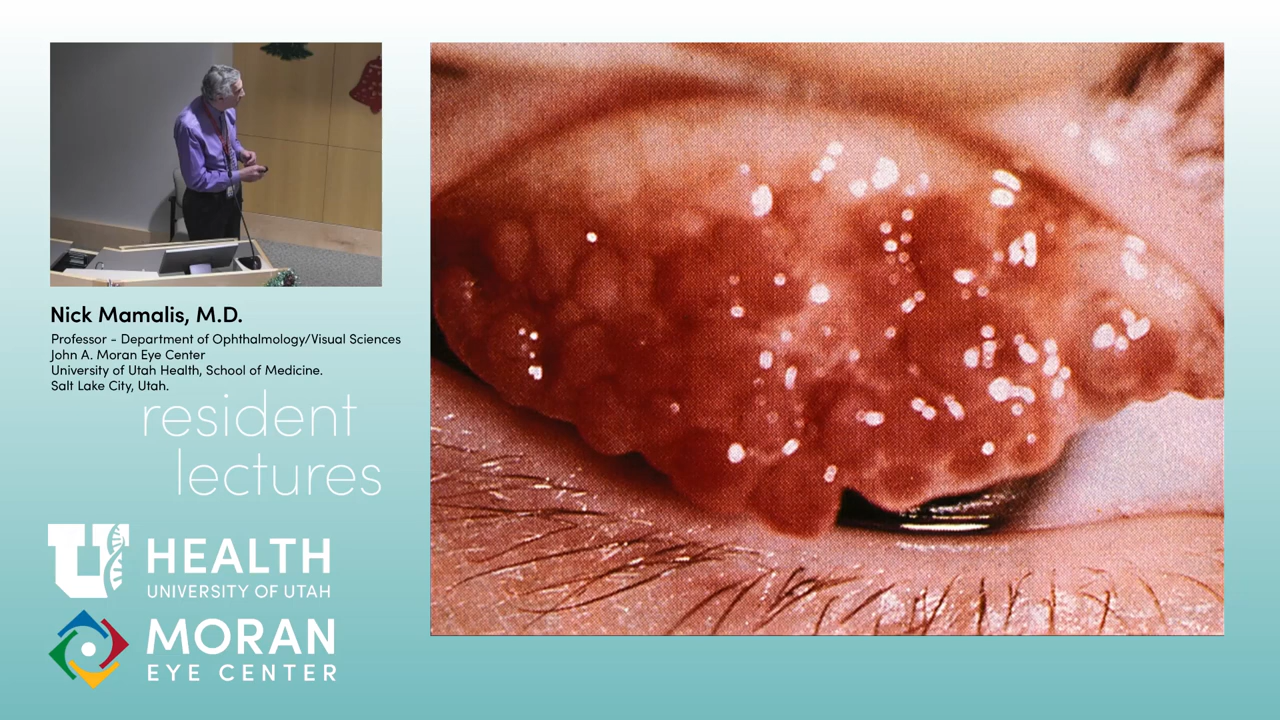 Nick Mamalis, M.D.
Professor - Department of Ophthalmology/Visual Sciences
John A. Moran Eye Center
University of Utah Health, School of Medicine.
Salt Lake City, Utah.
resident
lectures
U HEALTH
UNIVERSITY OF UTAH
MORAN
EYE CENTER